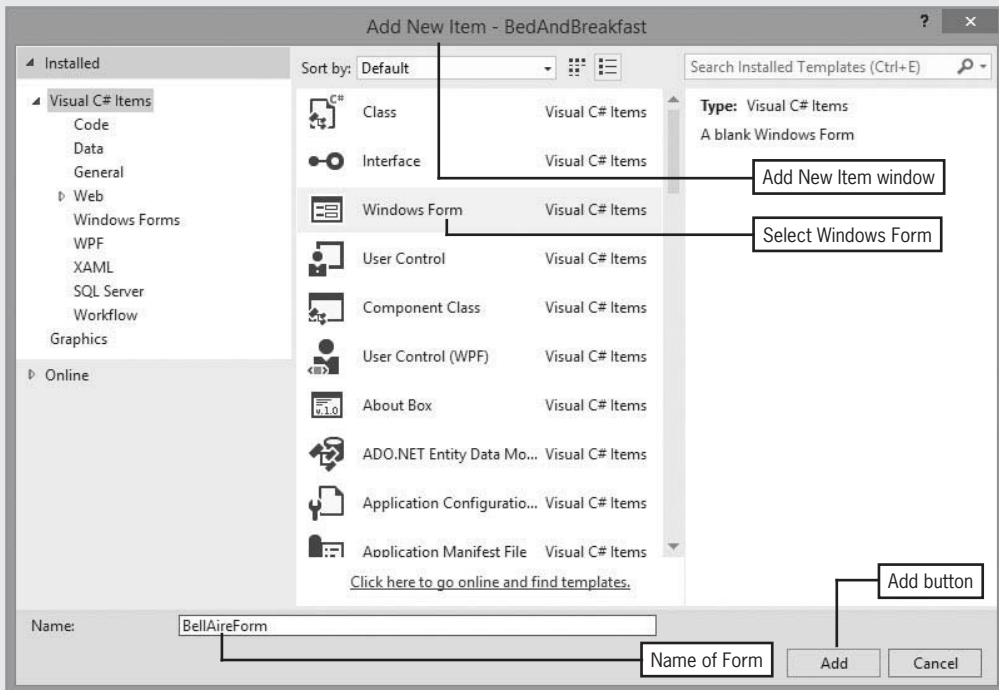 Add New Item - BedAndBreakfast
? ×
Installed
Visual C# Items
Code
Data
General
Web
Windows Forms
WPF
XAML
SQL Server
Workflow
Graphics
Online
Sort by: Default
Search Installed Templates (Ctrl+E)
C# Class Visual C# Items
Interface Visual C# Items
Windows Form Visual C# Items
User Control Visual C# Items
Component Class Visual C# Items
User Control (WPF) Visual C# Items
v.1.0 About Box Visual C# Items
ADO.NET Entity Data Mo... Visual C# Items
Application Configuratio... Visual C# Items
Application Manifest File Visual C# Items
Click here to go online and find templates.
Type: Visual C# Items
A blank Windows Form
Add New Item window
Select Windows Form
Add button
Name: BellAireForm
Name of Form
Add
Cancel